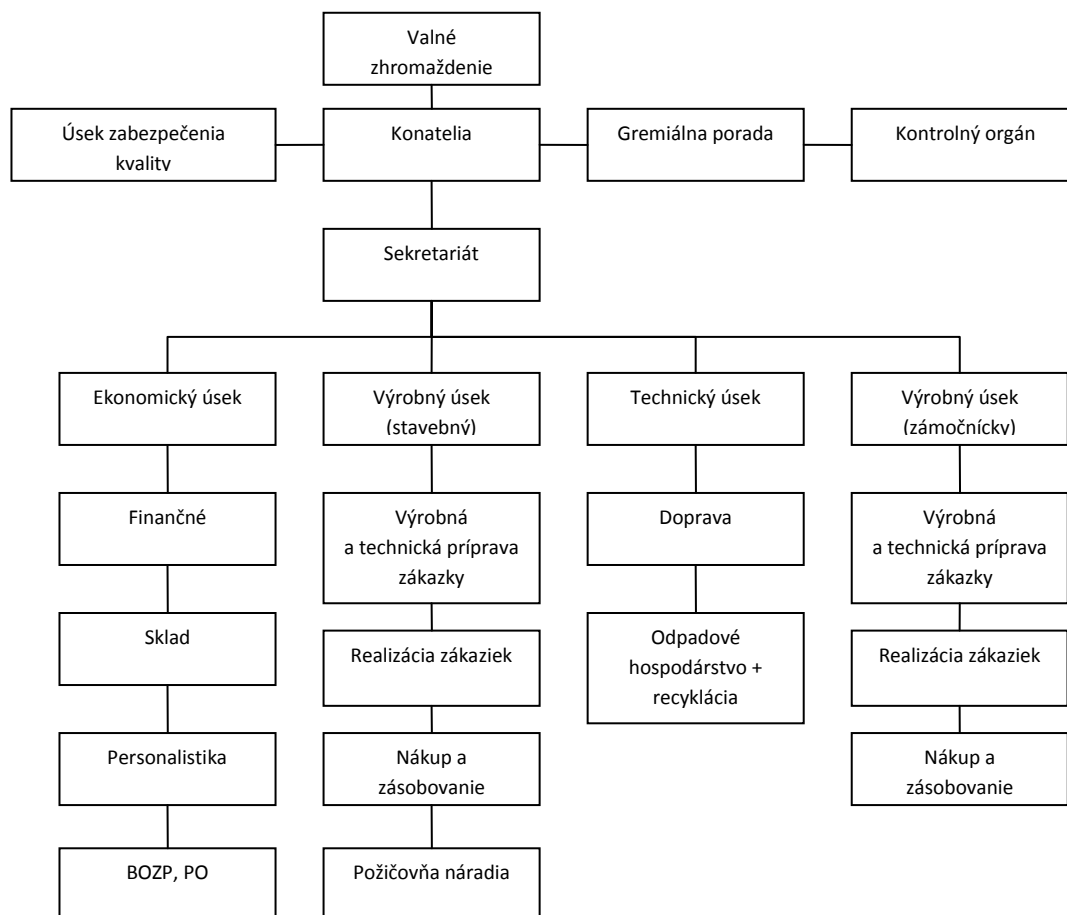 Valné
zhromaždenie
Úsek zabezpečenia
kvality
Konatelia
Gremiálna porada
Kontrolný orgán
Sekretariát
Ekonomický úsek
Výrobný úsek
(stavebný)
Technický úsek
Výrobný úsek
(zámočnícky)
Finančné
Výrobná
a technická príprava
zákazky
Doprava
Výrobná
a technická príprava
zákazky
Sklad
Realizácia zákaziek
Odpadové
hospodárstvo +
recyklácia
Realizácia zákaziek
Personalistika
Nákup a
zásobovanie
Nákup a
zásobovanie
BOZP, PO
Požičovňa náradia